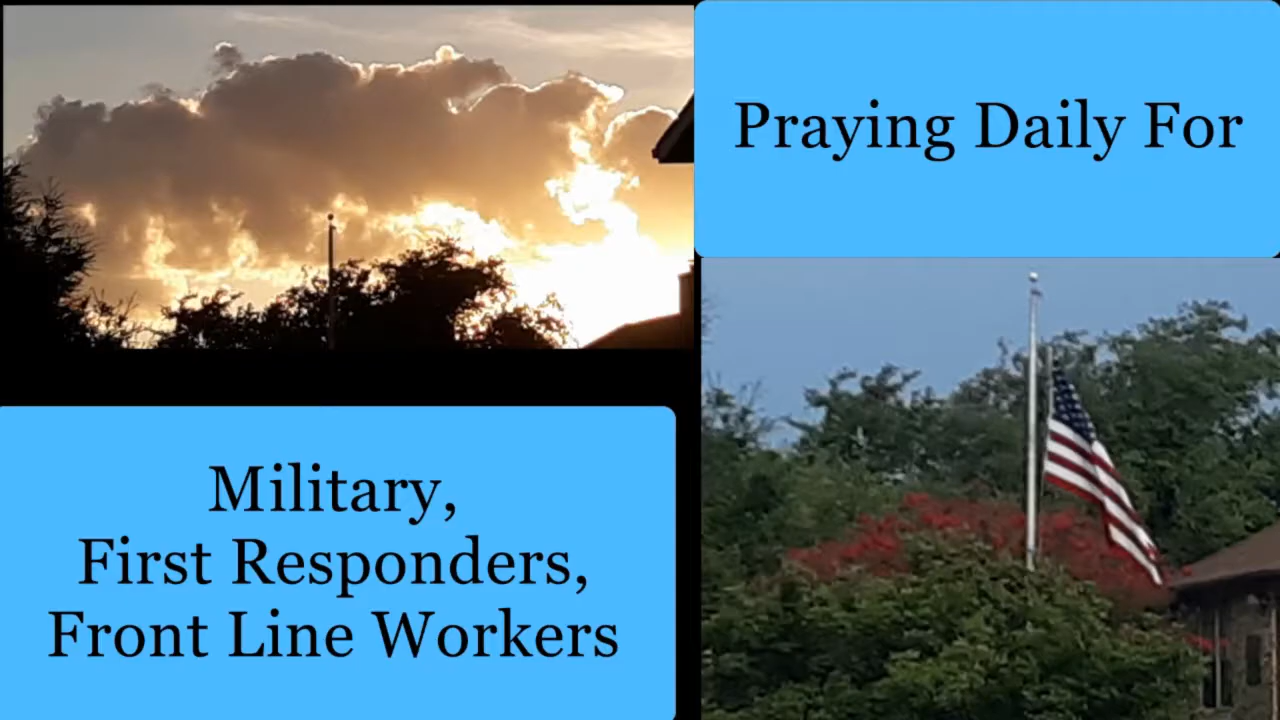 Praying Daily For
Military,
First Responders,
Front Line Workers